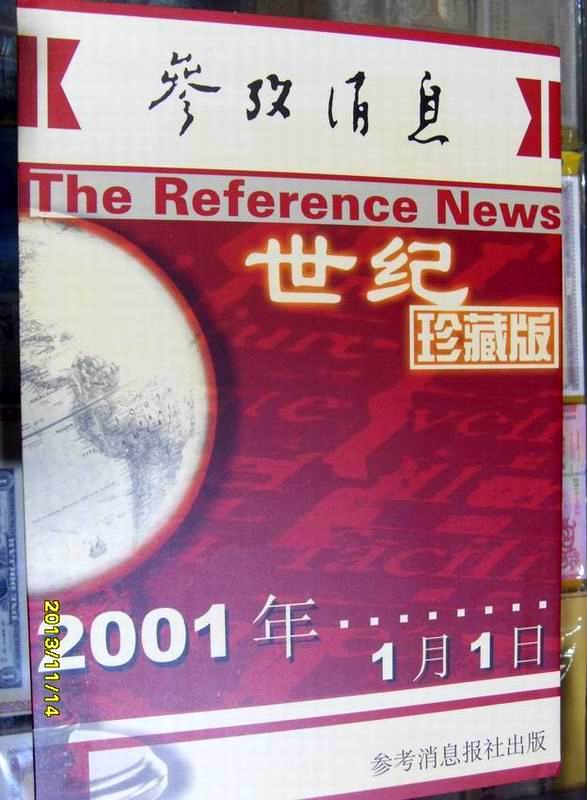 参攷消息
The Reference News
世纪
珍藏版
2001年........
1月1日
参考消息报社出版
2013/11/14